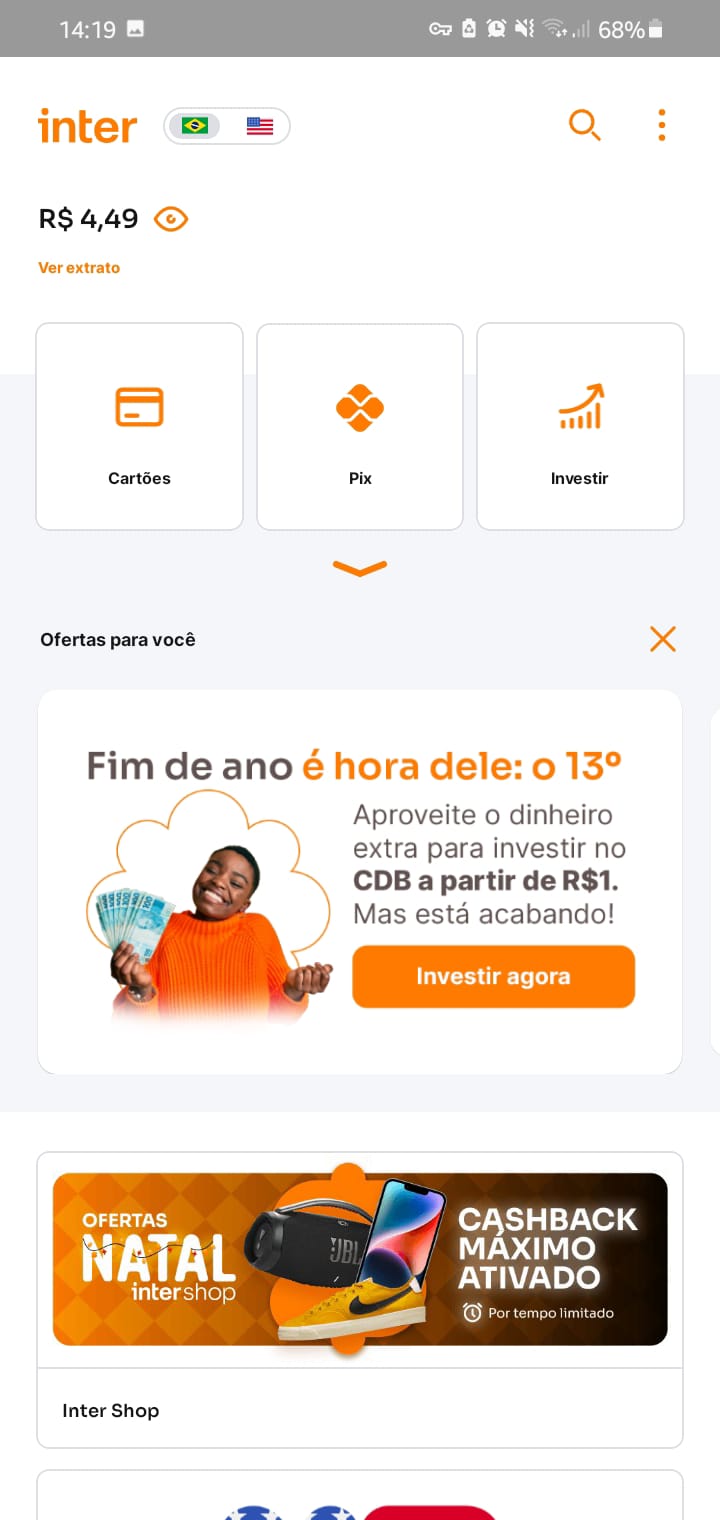 14:19
68%
inter
R$ 4,49
Ver extrato
Cartões
Pix
Investir
Ofertas para você
Fim de ano é hora dele: o 13º
Aproveite o dinheiro
extra para investir no
CDB a partir de R$1.
Mas está acabando!
Investir agora
100
OFERTAS
NATAL
intershop
JBL
CASHBACK
MÁXIMO
ATIVADO
Por tempo limitado
Inter Shop